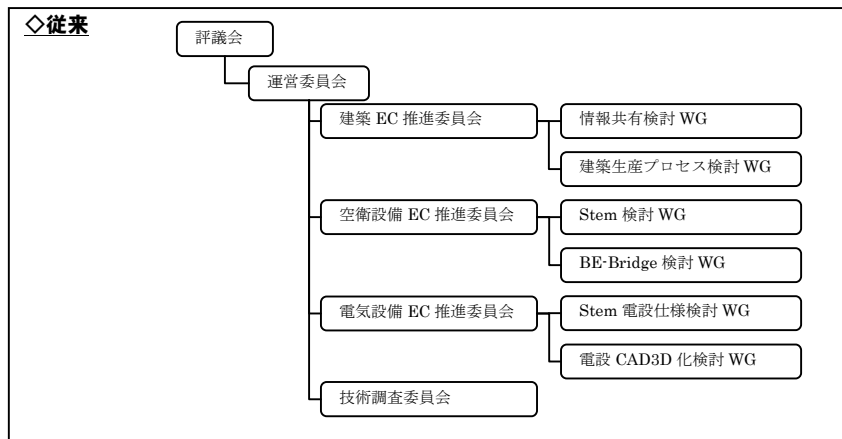 ◇従来
評議会
運営委員会
建築 EC 推進委員会
情報共有検討 WG
建築生産プロセス検討 WG
空衛設備 EC 推進委員会
Stem 検討 WG
BE-Bridge 検討 WG
電気設備 EC 推進委員会
Stem 電設仕様検討 WG
電設 CAD3D 化検討 WG
技術調査委員会